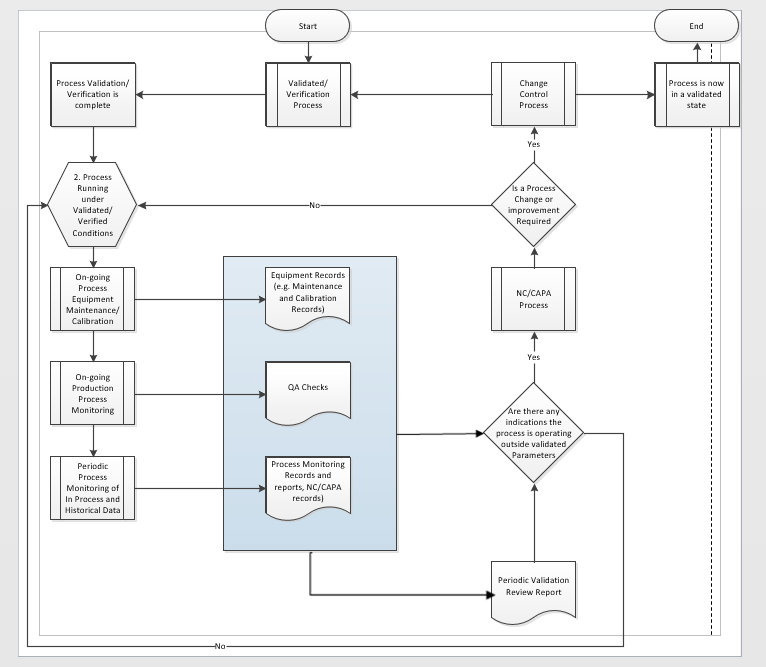 Start
End
Process Validation/
Verification is
complete
Validated/
Verification
Process
Change
Control
Process
Process is now
in a validated
state
Yes
2. Process
Running
under
Validated/
Verified
Conditions
No
Is a Process
Change or
improvement
Required
On-going
Process
Equipment
Maintenance/
Calibration
Equipment Records
(e.g. Maintenance
and Calibration
Records)
NC/CAPA
Process
Yes
On-going
Production
Process
Monitoring
QA Checks
Are there any
indications the
process is operating
outside validated
Parameters
Periodic
Process
Monitoring of
In Process and
Historical Data
Process Monitoring
Records and
reports, NC/CAPA
records)
Periodic Validation
Review Report
No